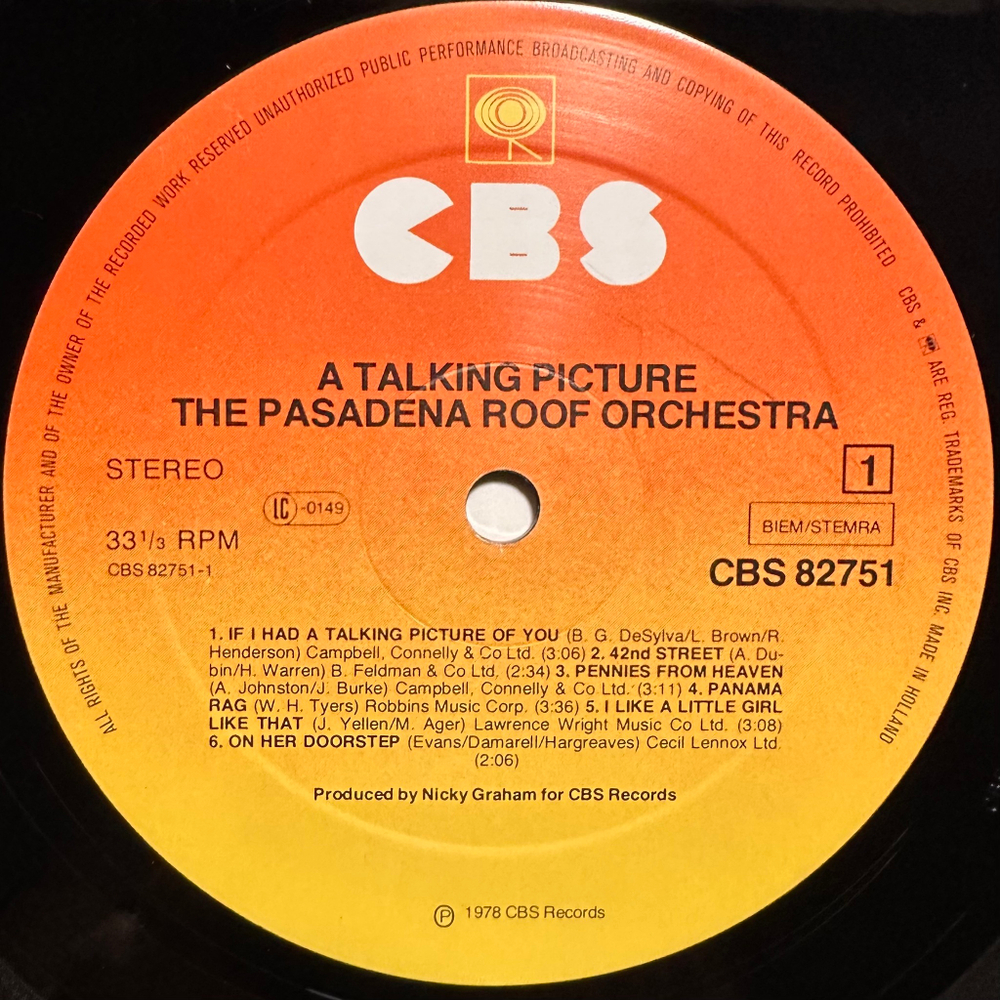 ALL RIGHTS OF THE MANUFACTURER AND OF THE OWNER OF THE RECORDED WORK RESERVED UNAUTHORIZED PUBLIC PERFORMANCE BROADCASTING AND COPYING OF THIS RECORD PROHIBITED CBS & ARE REG. TRADEMARKS OF CBS INC. MADE IN HOLLAND
CBS
A TALKING PICTURE
THE PASADENA ROOF ORCHESTRA
STEREO
1
LC-0149
BIEM/STEMRA
33 1/3 RPM
CBS 82751-1
CBS 82751
1. IF I HAD A TALKING PICTURE OF YOU (B. G. DeSylva/L. Brown/R.
Henderson) Campbell, Connelly & Co Ltd. (3:06) 2. 42nd STREET (A. Du-
bin/H. Warren) B. Feldman & Co Ltd. (2:34) 3. PENNIES FROM HEAVEN
(A. Johnston/J. Burke) Campbell, Connelly & Co Ltd. (3:11) 4. PANAMA
RAG (W. H. Tyers) Robbins Music Corp. (3:36) 5. I LIKE A LITTLE GIRL
LIKE THAT (J. Yellen/M. Ager) Lawrence Wright Music Co Ltd. (3:08)
6. ON HER DOORSTEP (Evans/Damarell/Hargreaves) Cecil Lennox Ltd.
(2:06)
Produced by Nicky Graham for CBS Records
℗ 1978 CBS Records